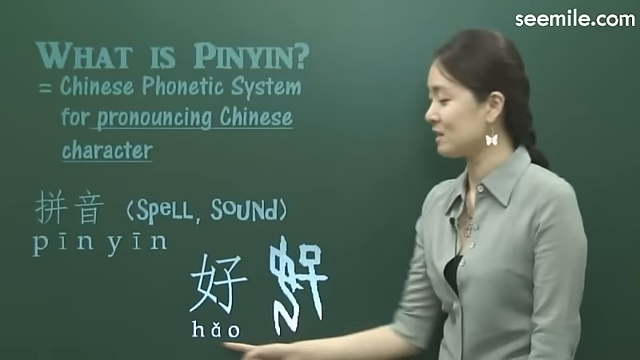 seemile.com
WHAT IS PINYIN?
= Chinese Phonetic System
for pronouncing Chinese
character
拼音 (Spell, Sound)
pīnyīn
好
hǎo